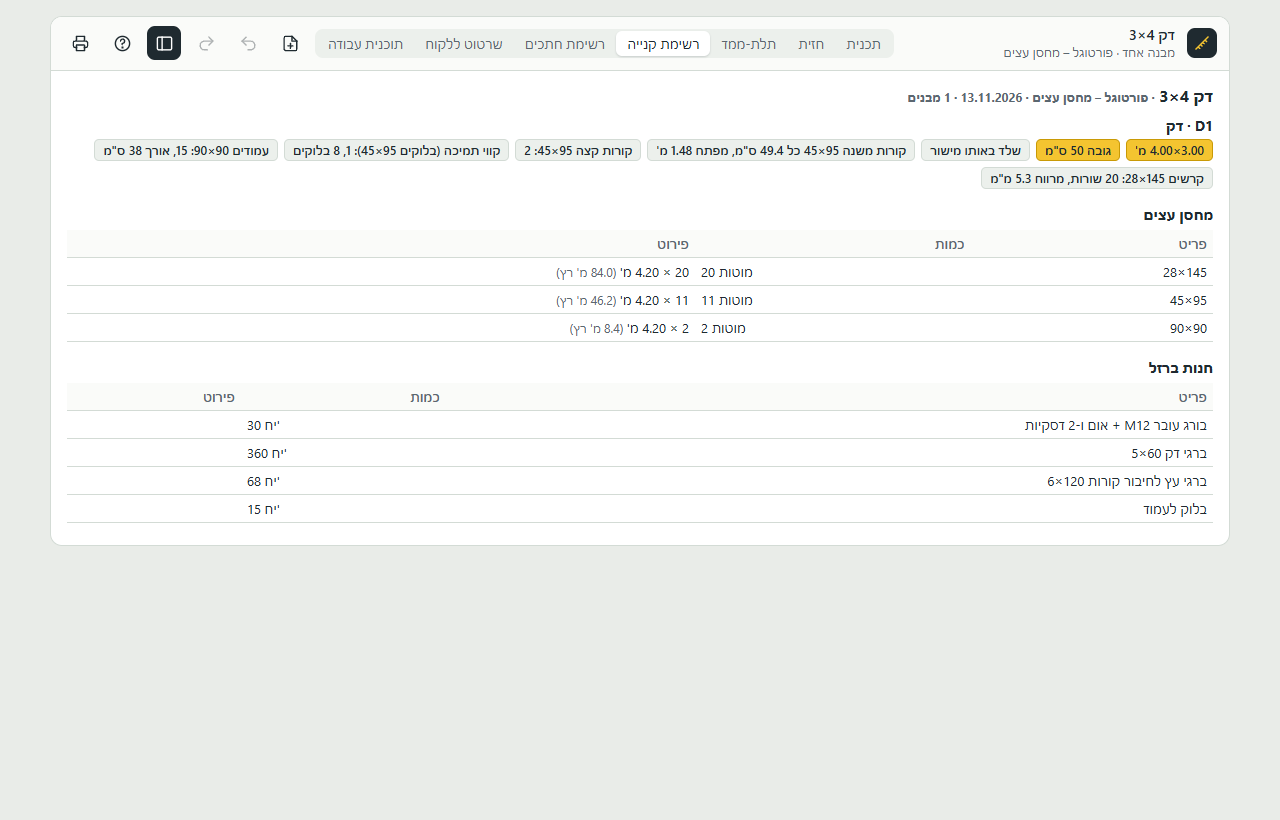 דק 4×3
מבנה אחד · פורטוגל – מחסן עצים
תכנית
חזית
תלת-ממד
רשימת קנייה
רשימת חתכים
שרטוט ללקוח
תוכנית עבודה
דק 4×3 · פורטוגל – מחסן עצים · 13.11.2026 · 1 מבנים
D1 · דק
3.00×4.00 מ'
גובה 50 ס"מ
שלד באותו מישור
קורות משנה 95×45 כל 49.4 ס"מ, מפתח 1.48 מ'
קורות קצה 95×45: 2
קווי תמיכה (בלוקים 95×45): 1, 8 בלוקים
עמודים 90×90: 15, אורך 38 ס"מ
קרשים 145×28: 20 שורות, מרווח 5.3 מ"מ
מחסן עצים
פריט כמות פירוט
28×145 20 מוטות 20 × 4.20 מ' (84.0 מ' רץ)
45×95 11 מוטות 11 × 4.20 מ' (46.2 מ' רץ)
90×90 2 מוטות 2 × 4.20 מ' (8.4 מ' רץ)
חנות ברזל
פריט כמות פירוט
בורג עובר M12 + אום ו-2 דסקיות 30 יח'
ברגי דק 5×60 360 יח'
ברגי עץ לחיבור קורות 6×120 68 יח'
בלוק לעמוד 15 יח'